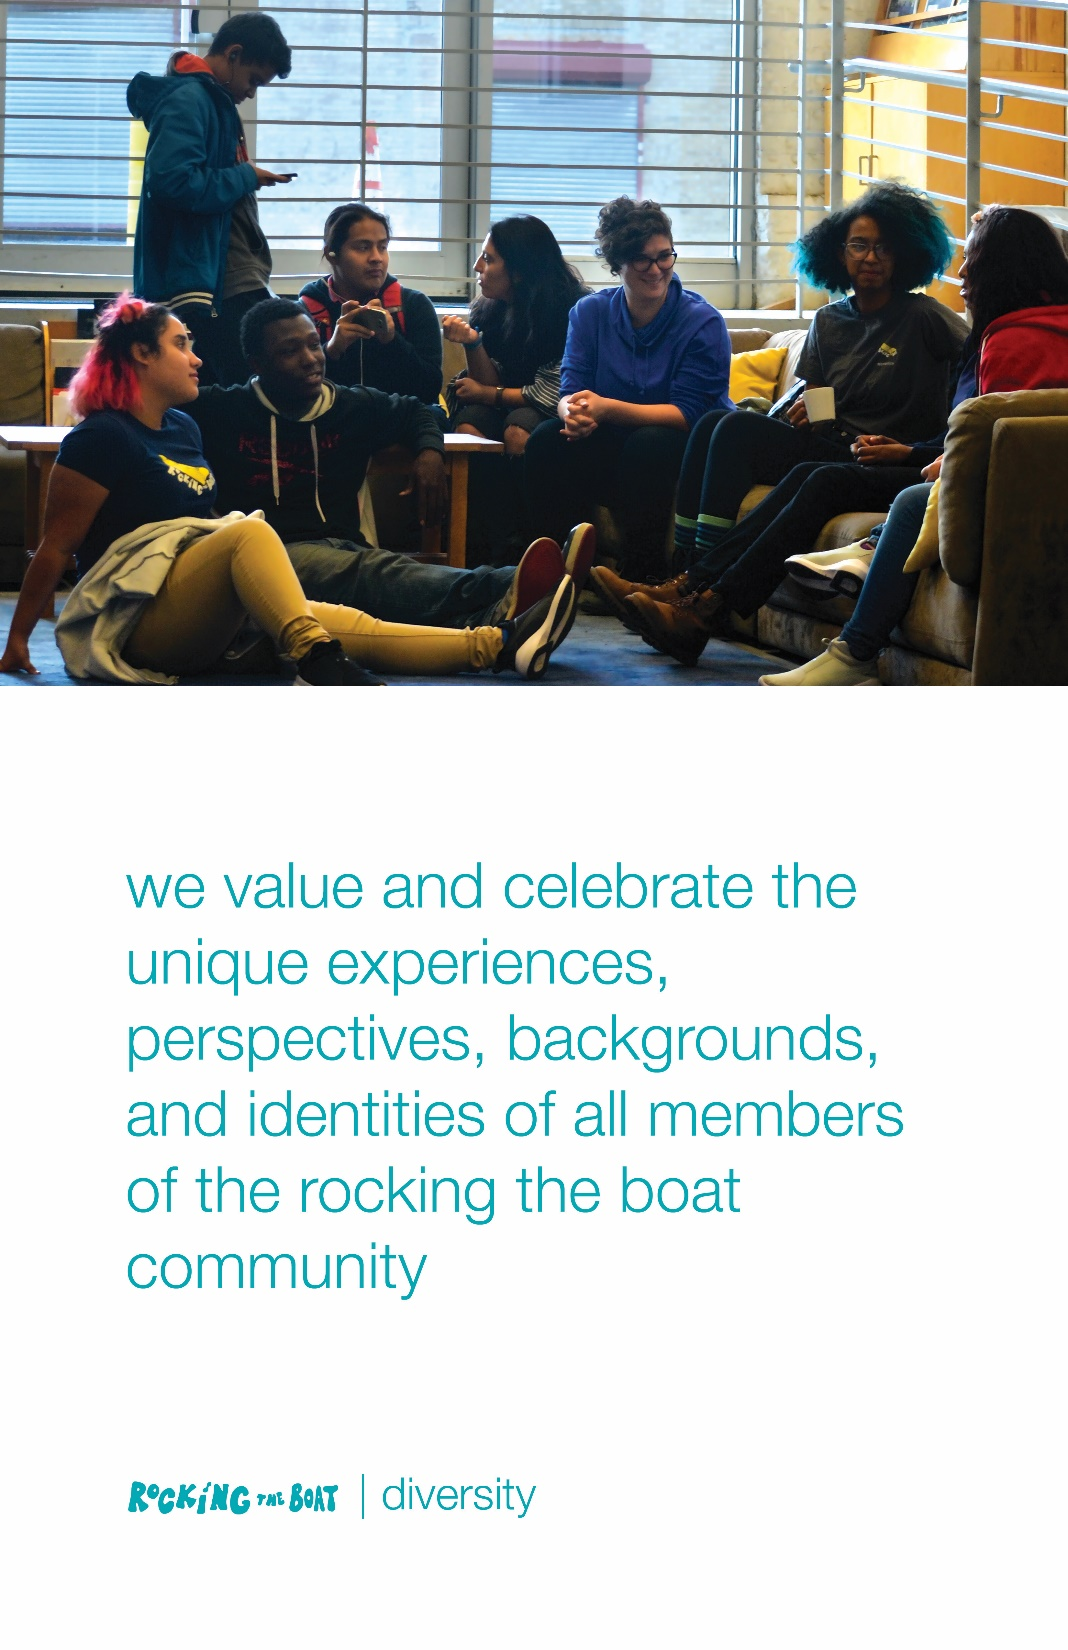 we value and celebrate the
unique experiences,
perspectives, backgrounds,
and identities of all members
of the rocking the boat
community
ROCKiNG THE BOAT | diversity